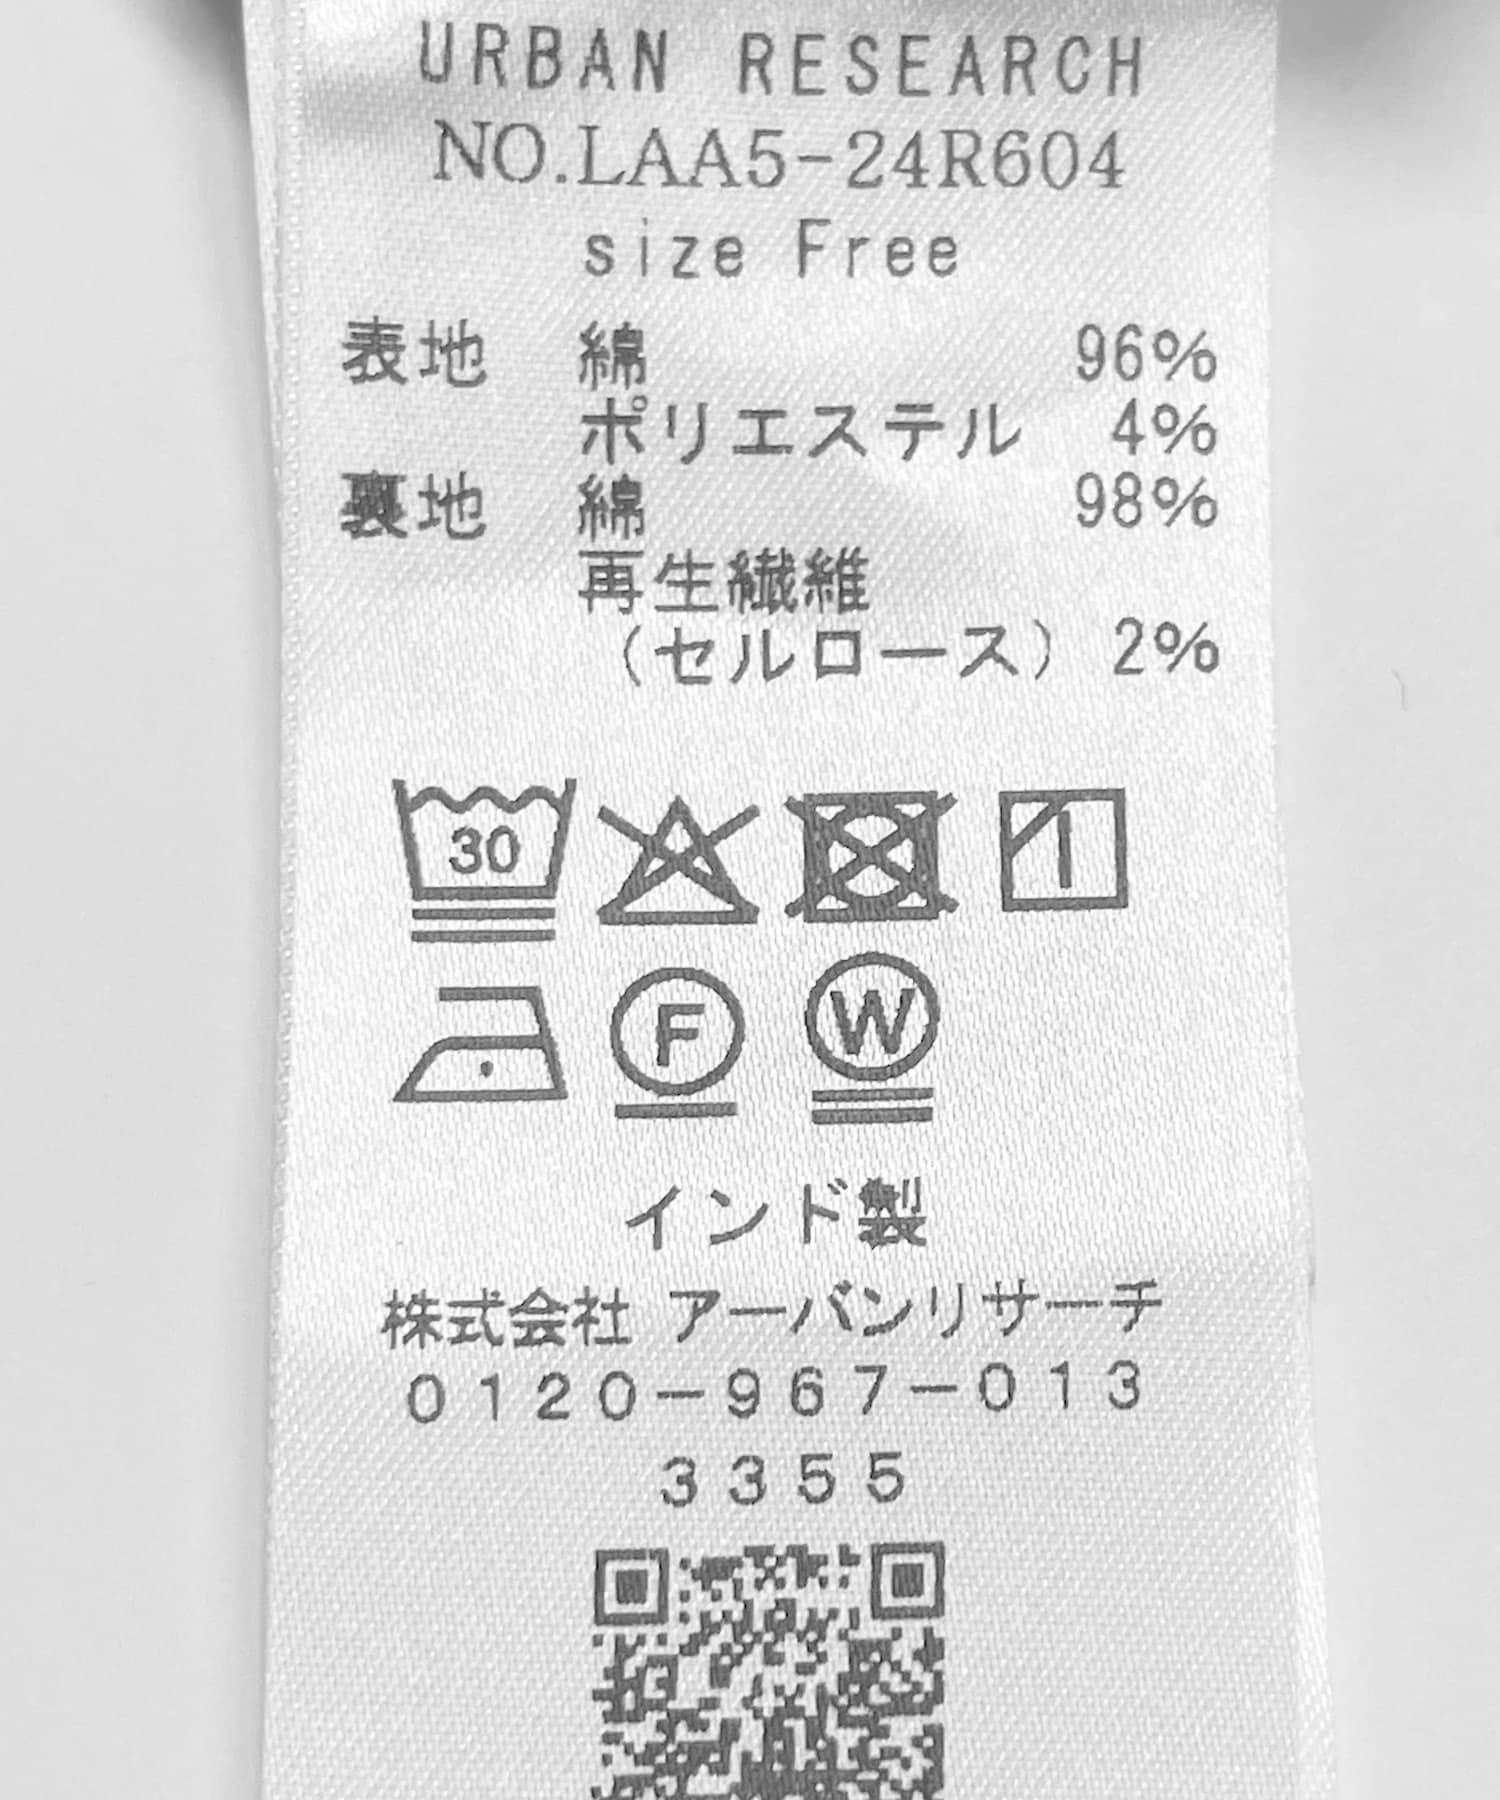 URBAN RESEARCH
NO.LAA5-24R604
size Free
表地 綿 96%
ポリエステル 4%
裏地 綿 98%
再生繊維
(セルロース) 2%
30
F
W
インド製
株式会社 アーバンリサーチ
0120-967-013
3355